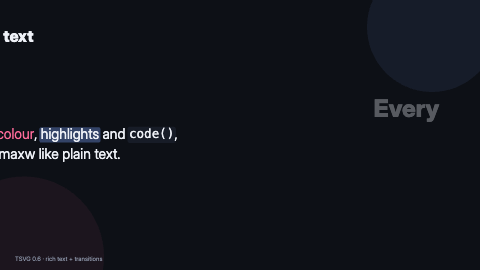 text
Every
colour, highlights and code(),
maxw like plain text.
TSVG 0.6 · rich text + transitions